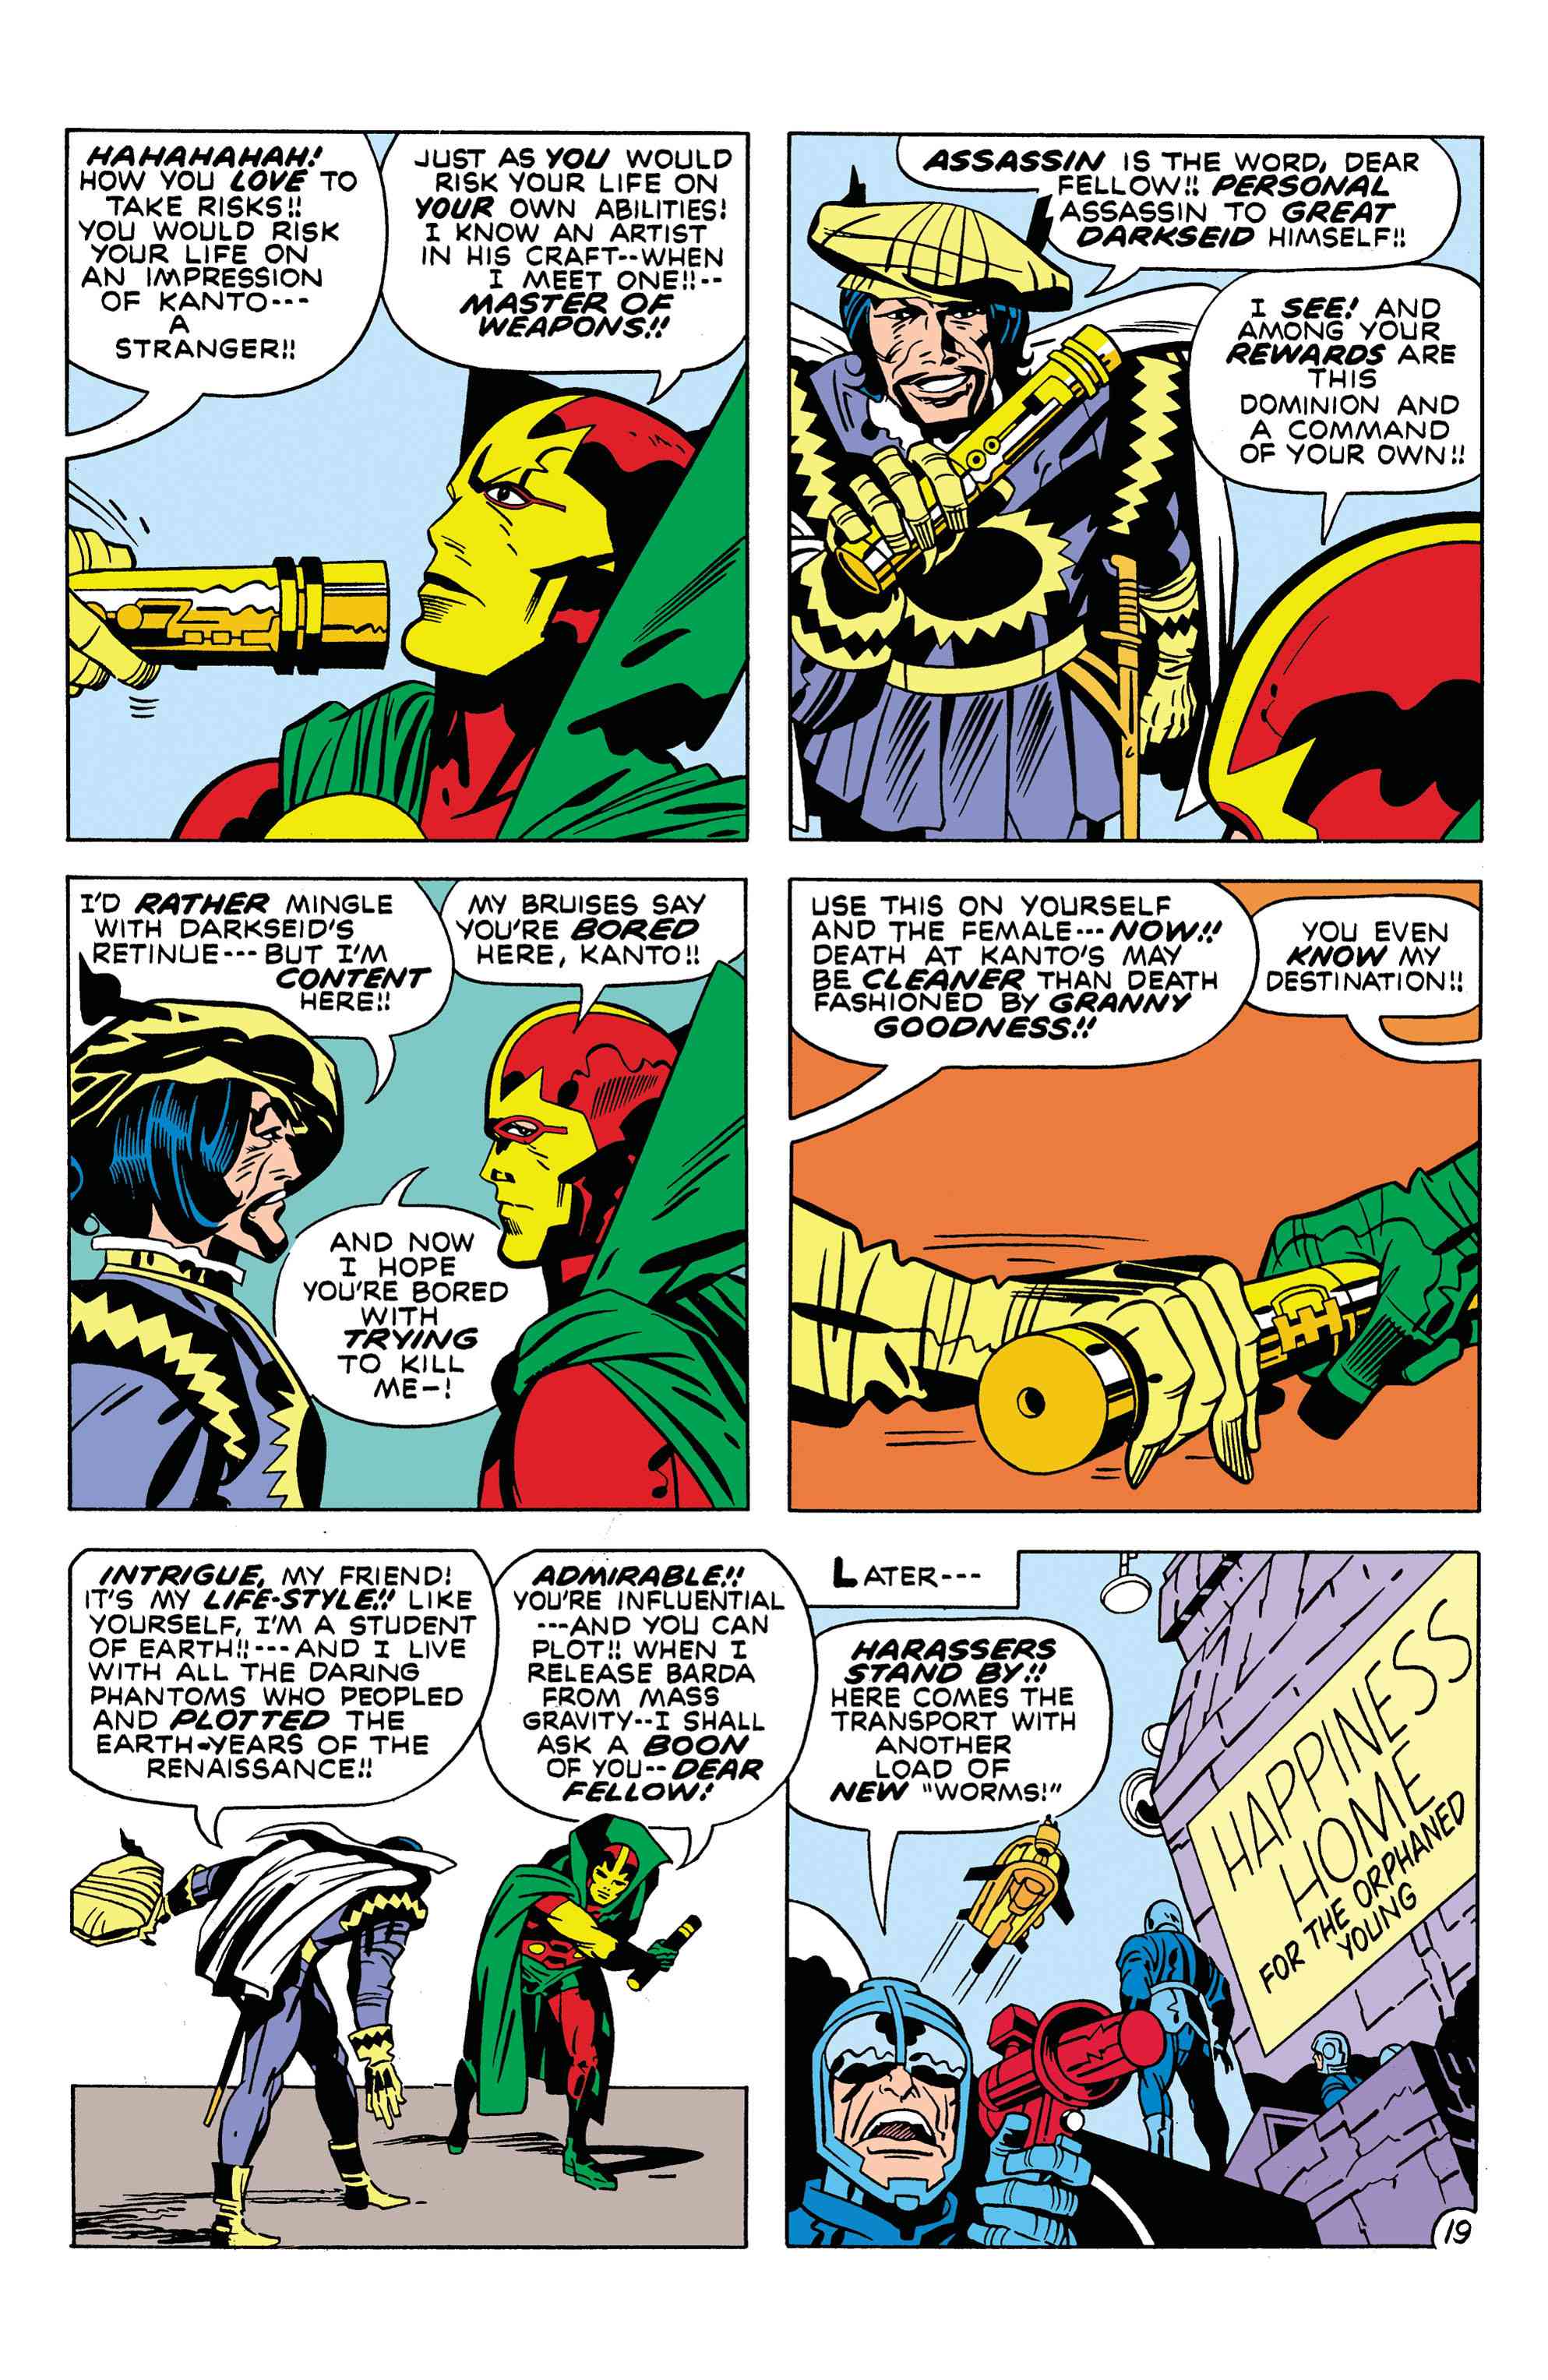 HAHAHAHAH!
HOW YOU LOVE TO
TAKE RISKS!!
YOU WOULD RISK
YOUR LIFE ON
AN IMPRESSION
OF KANTO---
A
STRANGER!!
JUST AS YOU WOULD
RISK YOUR LIFE ON
YOUR OWN ABILITIES!
I KNOW AN ARTIST
IN HIS CRAFT--WHEN
I MEET ONE!!--
MASTER OF
WEAPONS!!
ASSASSIN IS THE WORD, DEAR
FELLOW!! PERSONAL
ASSASSIN TO GREAT
DARKSEID HIMSELF!!
I SEE! AND
AMONG YOUR
REWARDS ARE
THIS
DOMINION AND
A COMMAND
OF YOUR OWN!!
I'D RATHER MINGLE
WITH DARKSEID'S
RETINUE---BUT I'M
CONTENT
HERE!!
MY BRUISES SAY
YOU'RE BORED
HERE, KANTO!!
AND NOW
I HOPE
YOU'RE BORED
WITH
TRYING
TO KILL
ME-!
USE THIS ON YOURSELF
AND THE FEMALE---NOW!!
DEATH AT KANTO'S MAY
BE CLEANER THAN DEATH
FASHIONED BY GRANNY
GOODNESS!!
YOU EVEN
KNOW MY
DESTINATION!!
INTRIGUE, MY FRIEND!
IT'S MY LIFE-STYLE!! LIKE
YOURSELF, I'M A STUDENT
OF EARTH!!---AND I LIVE
WITH ALL THE DARING
PHANTOMS WHO PEOPLED
AND PLOTTED THE
EARTH-YEARS OF THE
RENAISSANCE!!
ADMIRABLE!!
YOU'RE INFLUENTIAL
---AND YOU CAN
PLOT!! WHEN I
RELEASE BARDA
FROM MASS
GRAVITY--I SHALL
ASK A BOON
OF YOU--DEAR
FELLOW!
LATER---
HARASSERS
STAND BY!!
HERE COMES THE
TRANSPORT WITH
ANOTHER
LOAD OF
NEW "WORMS!"
HAPPINESS
HOME
FOR THE ORPHANED
YOUNG
19